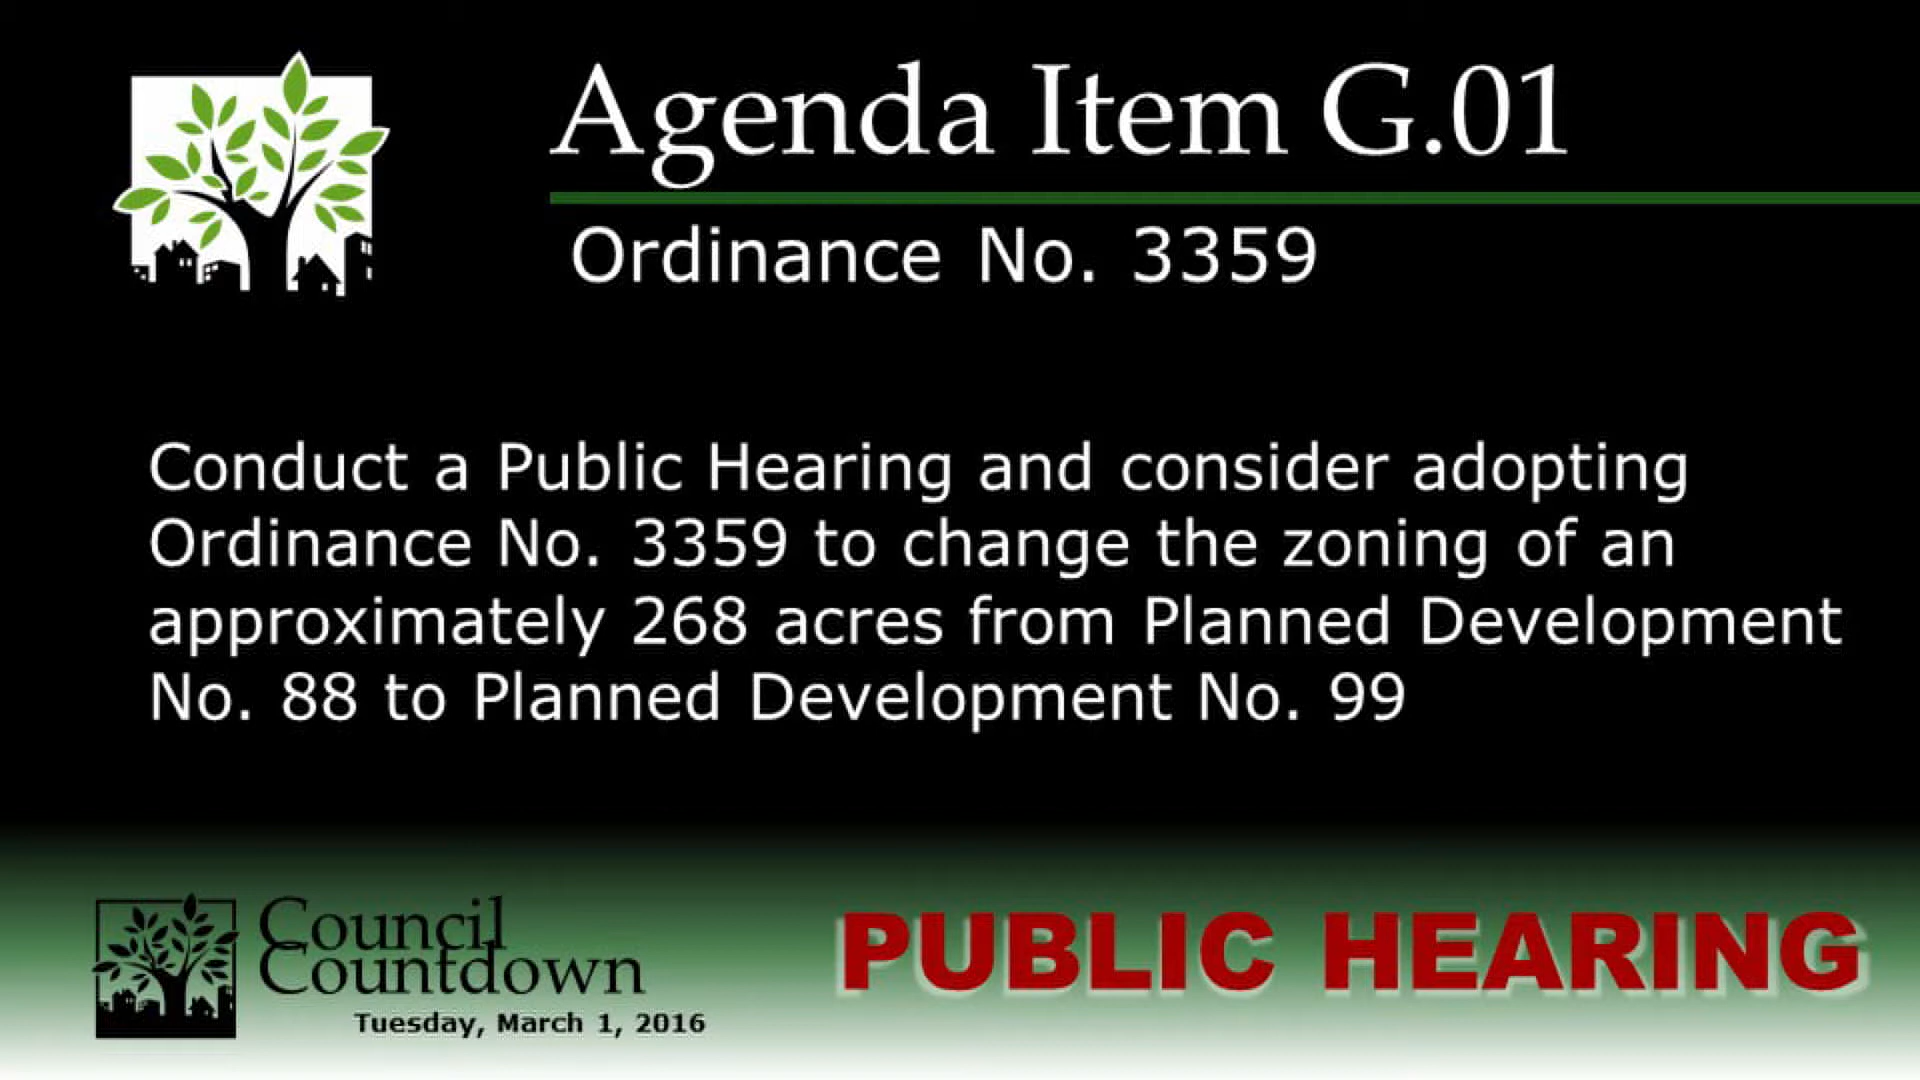 Agenda Item G.01
Ordinance No. 3359
Conduct a Public Hearing and consider adopting
Ordinance No. 3359 to change the zoning of an
approximately 268 acres from Planned Development
No. 88 to Planned Development No. 99
Council
Countdown
Tuesday, March 1, 2016
PUBLIC HEARING